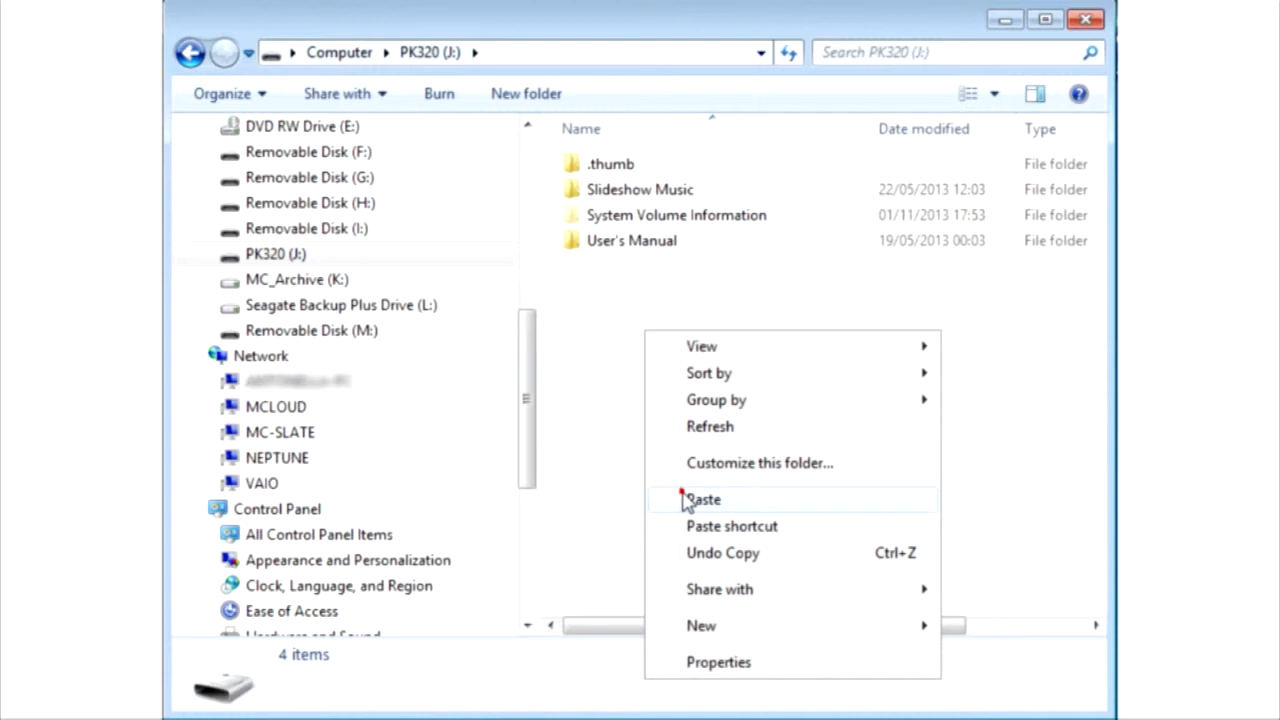 Computer PK320 (J:)
Search PK320 (J:)
Organize Share with Burn New folder
Name Date modified Type
DVD RW Drive (E:)
Removable Disk (F:)
Removable Disk (G:)
Removable Disk (H:)
Removable Disk (I:)
PK320 (J:)
MC_Archive (K:)
Seagate Backup Plus Drive (L:)
Removable Disk (M:)
Network
MCLOUD
MC-SLATE
NEPTUNE
VAIO
Control Panel
All Control Panel Items
Appearance and Personalization
Clock, Language, and Region
Ease of Access
Hardware and Sound
.thumb File folder
Slideshow Music 22/05/2013 12:03 File folder
System Volume Information 01/11/2013 17:53 File folder
User's Manual 19/05/2013 00:03 File folder
View
Sort by
Group by
Refresh
Customize this folder...
Paste
Paste shortcut
Undo Copy Ctrl+Z
Share with
New
Properties
4 items